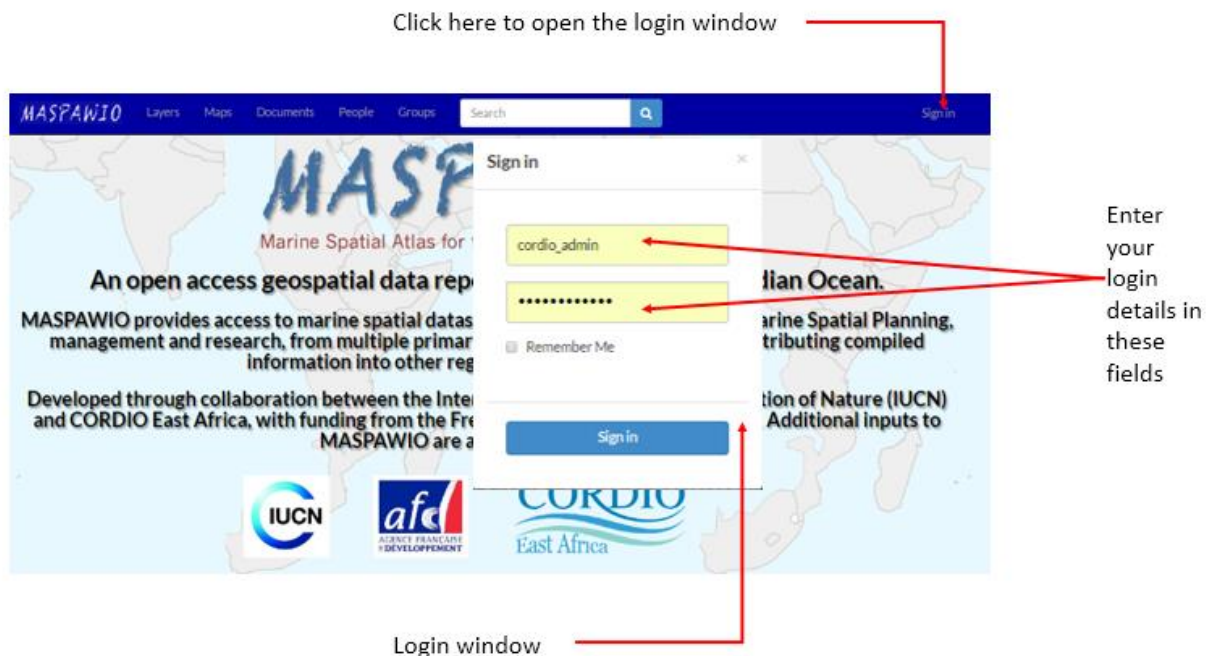 Click here to open the login window
MASPAWIO Layers Maps Documents People Groups Search Sign in
Sign in ×
MASP
Marine Spatial Atlas for
cordio_admin
An open access geospatial data rep dian Ocean.
••••••••••••
MASPAWIO provides access to marine spatial datas arine Spatial Planning,
management and research, from multiple primar tributing compiled
Remember Me
information into other reg
Developed through collaboration between the Inter tion of Nature (IUCN)
and CORDIO East Africa, with funding from the Fre Additional inputs to
Sign in
MASPAWIO are a
IUCN
afd
AGENCE FRANÇAISE
DE DÉVELOPPEMENT
CORDIO
East Africa
Enter
your
login
details in
these
fields
Login window